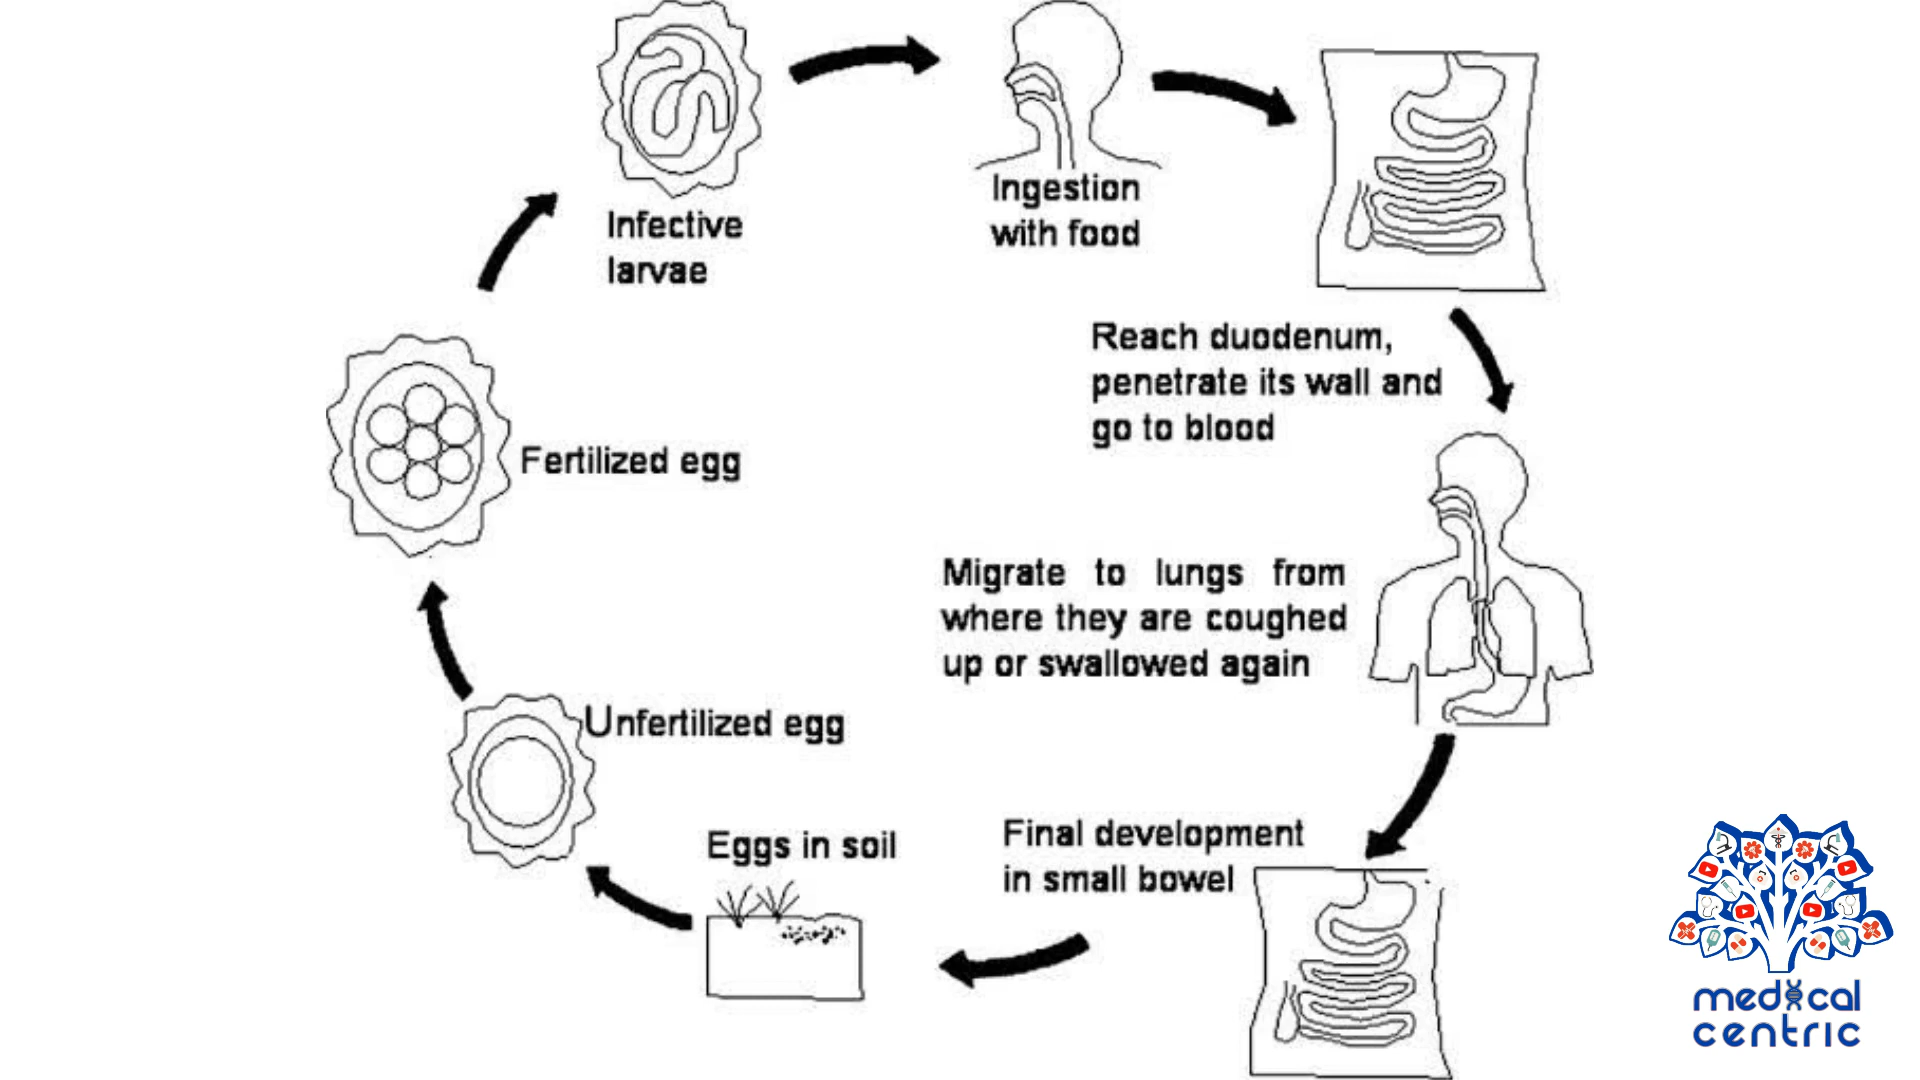 Infective
larvae
Ingestion
with food
Reach duodenum,
penetrate its wall and
go to blood
Fertilized egg
Migrate to lungs from
where they are coughed
up or swallowed again
Unfertilized egg
Eggs in soil
Final development
in small bowel
medical
centric